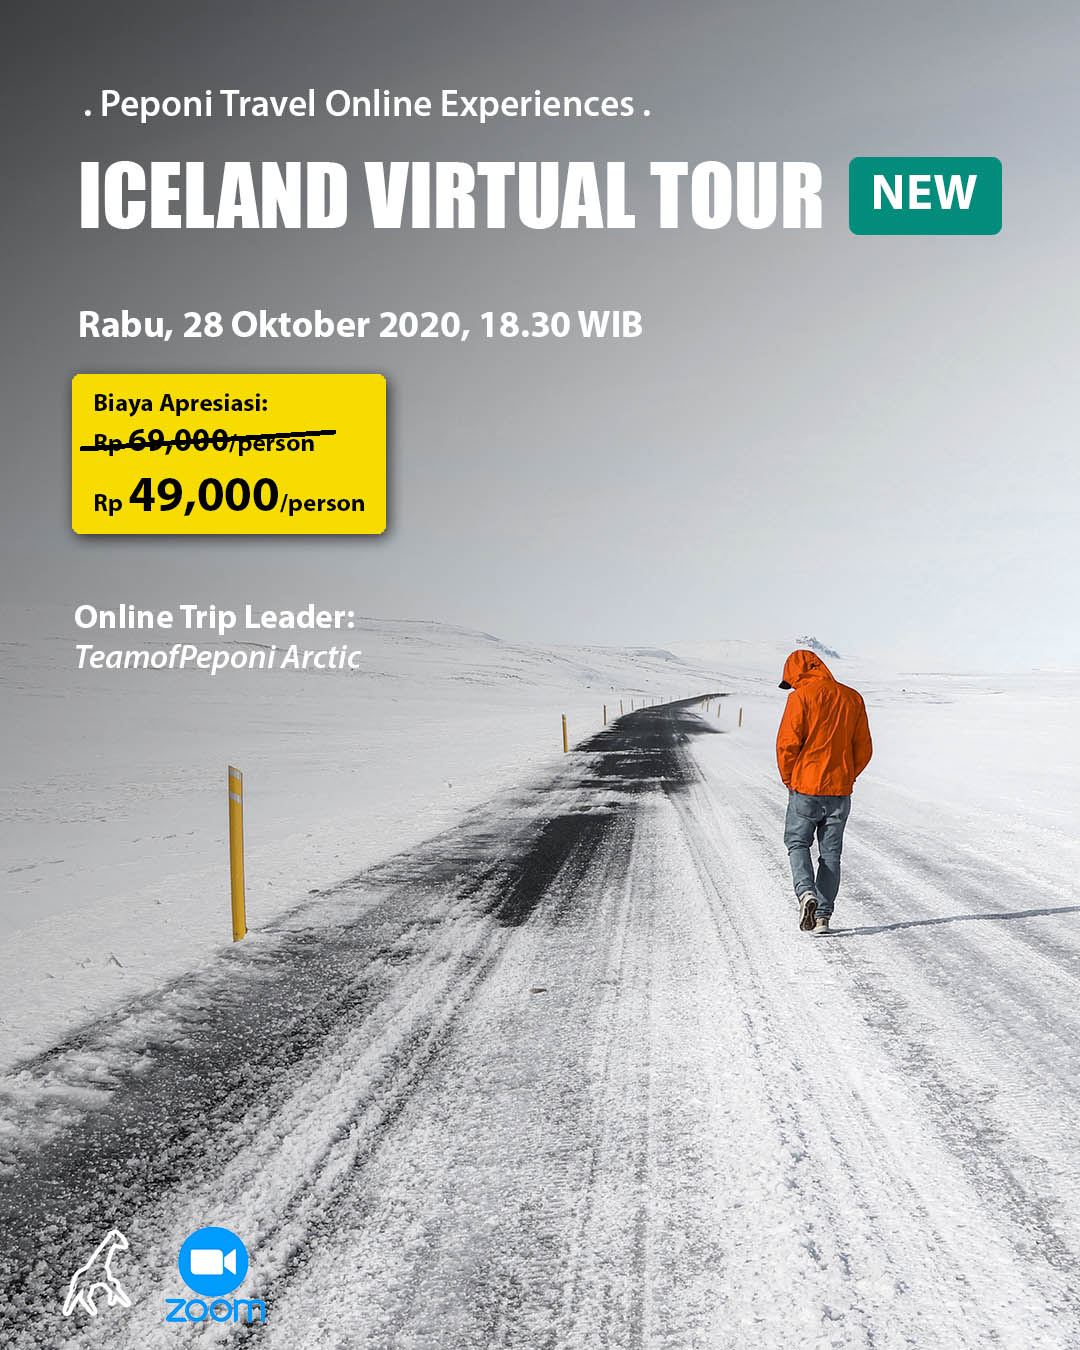 . Peponi Travel Online Experiences .
ICELAND VIRTUAL TOUR
NEW
Rabu, 28 Oktober 2020, 18.30 WIB
Biaya Apresiasi:
Rp 69,000/person
Rp 49,000/person
Online Trip Leader:
TeamofPeponi Arctic
zoom